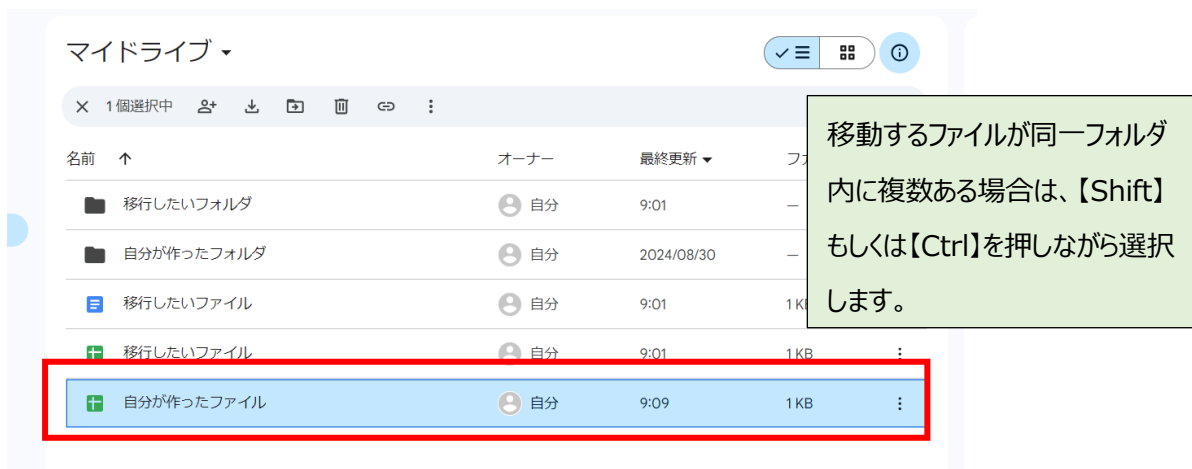 マイドライブ
1 個選択中
名前 オーナー 最終更新
移行したいフォルダ 自分 9:01 —
自分が作ったフォルダ 自分 2024/08/30 —
移行したいファイル 自分 9:01
移行したいファイル 自分 9:01 1 KB
自分が作ったファイル 自分 9:09 1 KB
移動するファイルが同一フォルダ
内に複数ある場合は、【Shift】
もしくは【Ctrl】を押しながら選択
します。